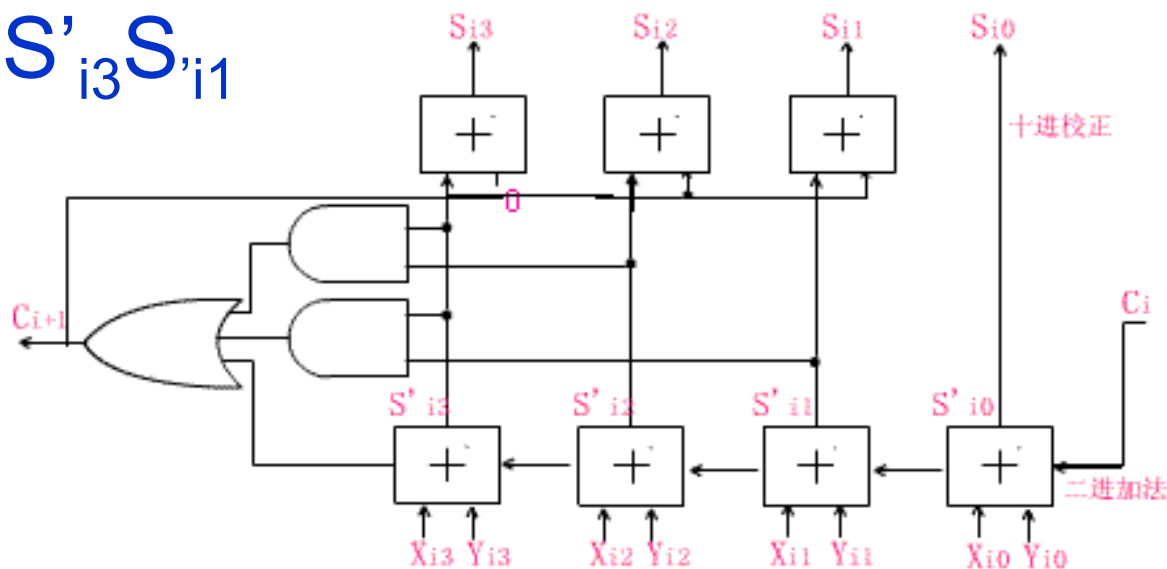 S'i3S'i1
Si3 Si2 Si1 Si0
十进校正
0
Ci+1
Ci
S'i3 S'i2 S'i1 S'i0
二进加法
Xi3 Yi3 Xi2 Yi2 Xi1 Yi1 Xi0 Yi0